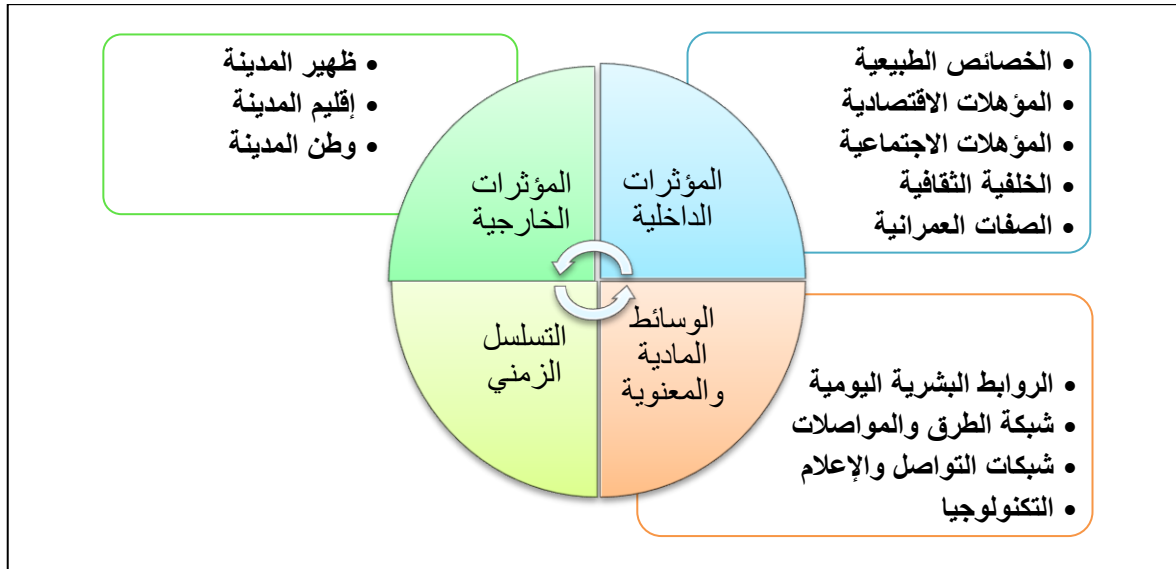 الخصائص الطبيعية
المؤهلات الاقتصادية
المؤهلات الاجتماعية
الخلفية الثقافية
الصفات العمرانية
ظهير المدينة
إقليم المدينة
وطن المدينة
المؤثرات
الداخلية
المؤثرات
الخارجية
الوسائط
المادية
والمعنوية
التسلسل
الزمني
الروابط البشرية اليومية
شبكة الطرق والمواصلات
شبكات التواصل والإعلام
التكنولوجيا